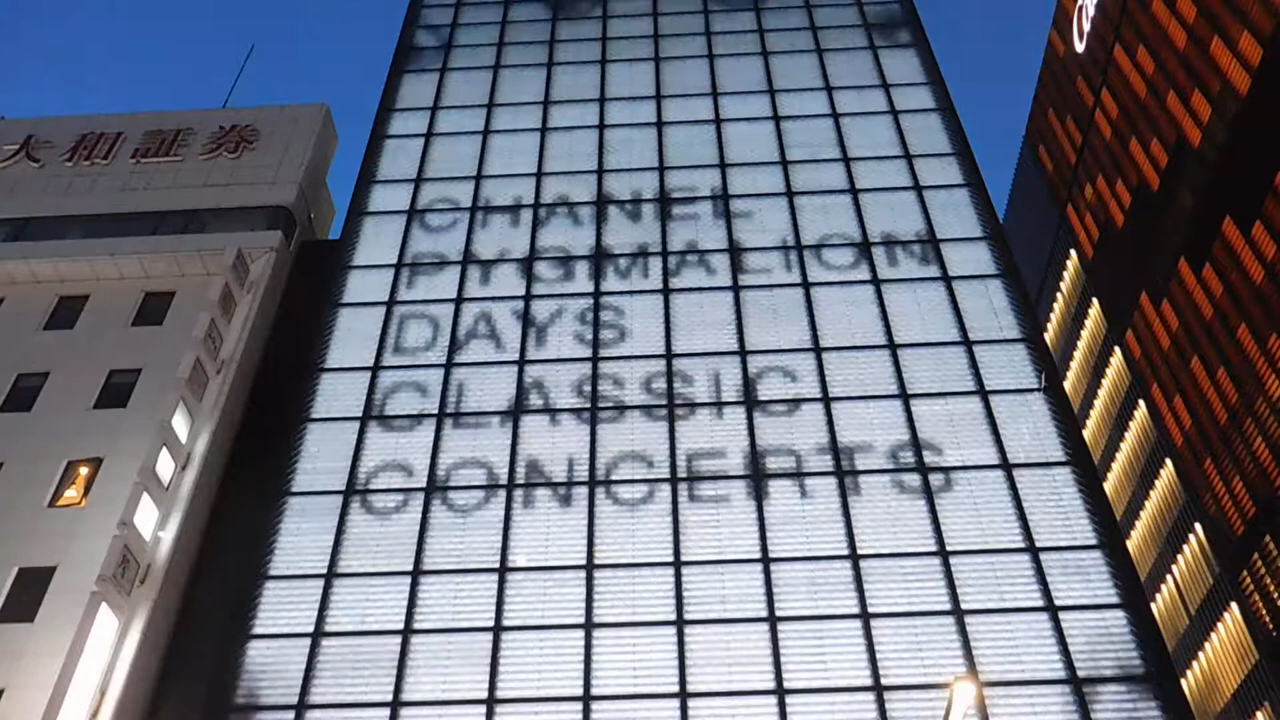 大和証券
CHANEL
PYGMALION
DAYS
CLASSIC
CONCERTS